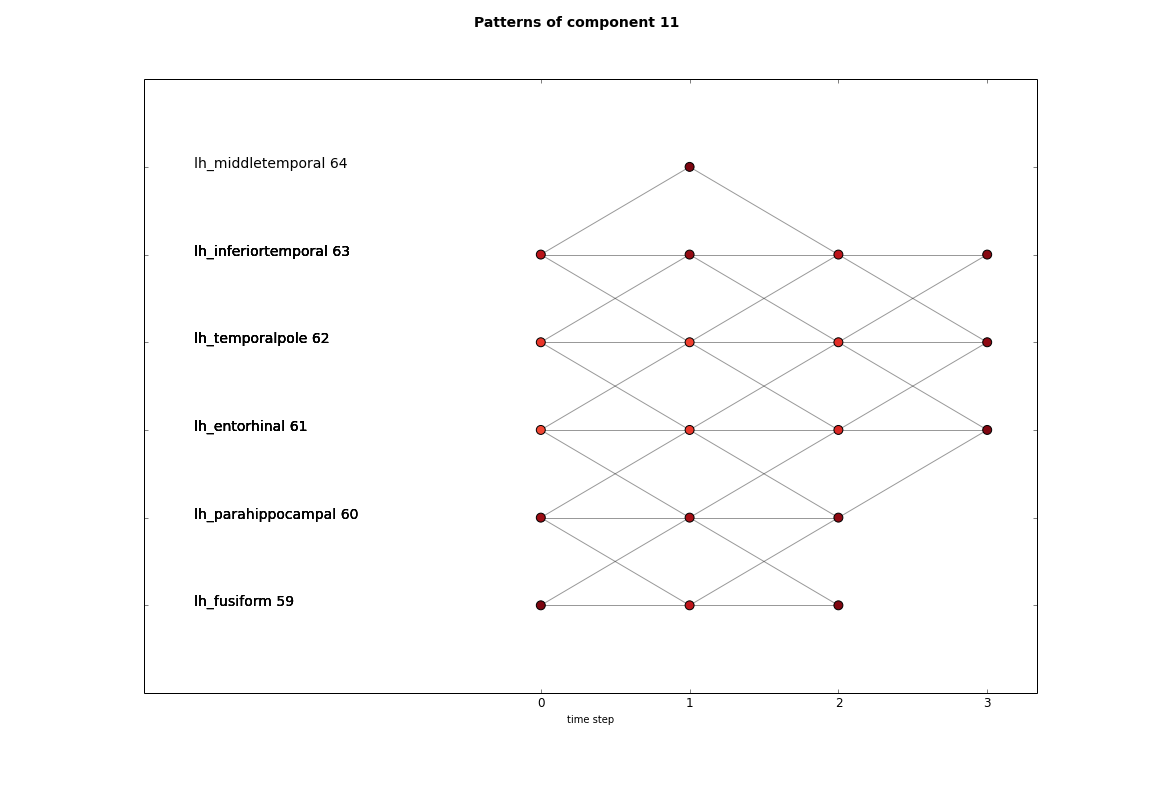 Patterns of component 11
lh_middletemporal 64
lh_inferiortemporal 63
lh_temporalpole 62
lh_entorhinal 61
lh_parahippocampal 60
lh_fusiform 59
0 1 2 3
time step